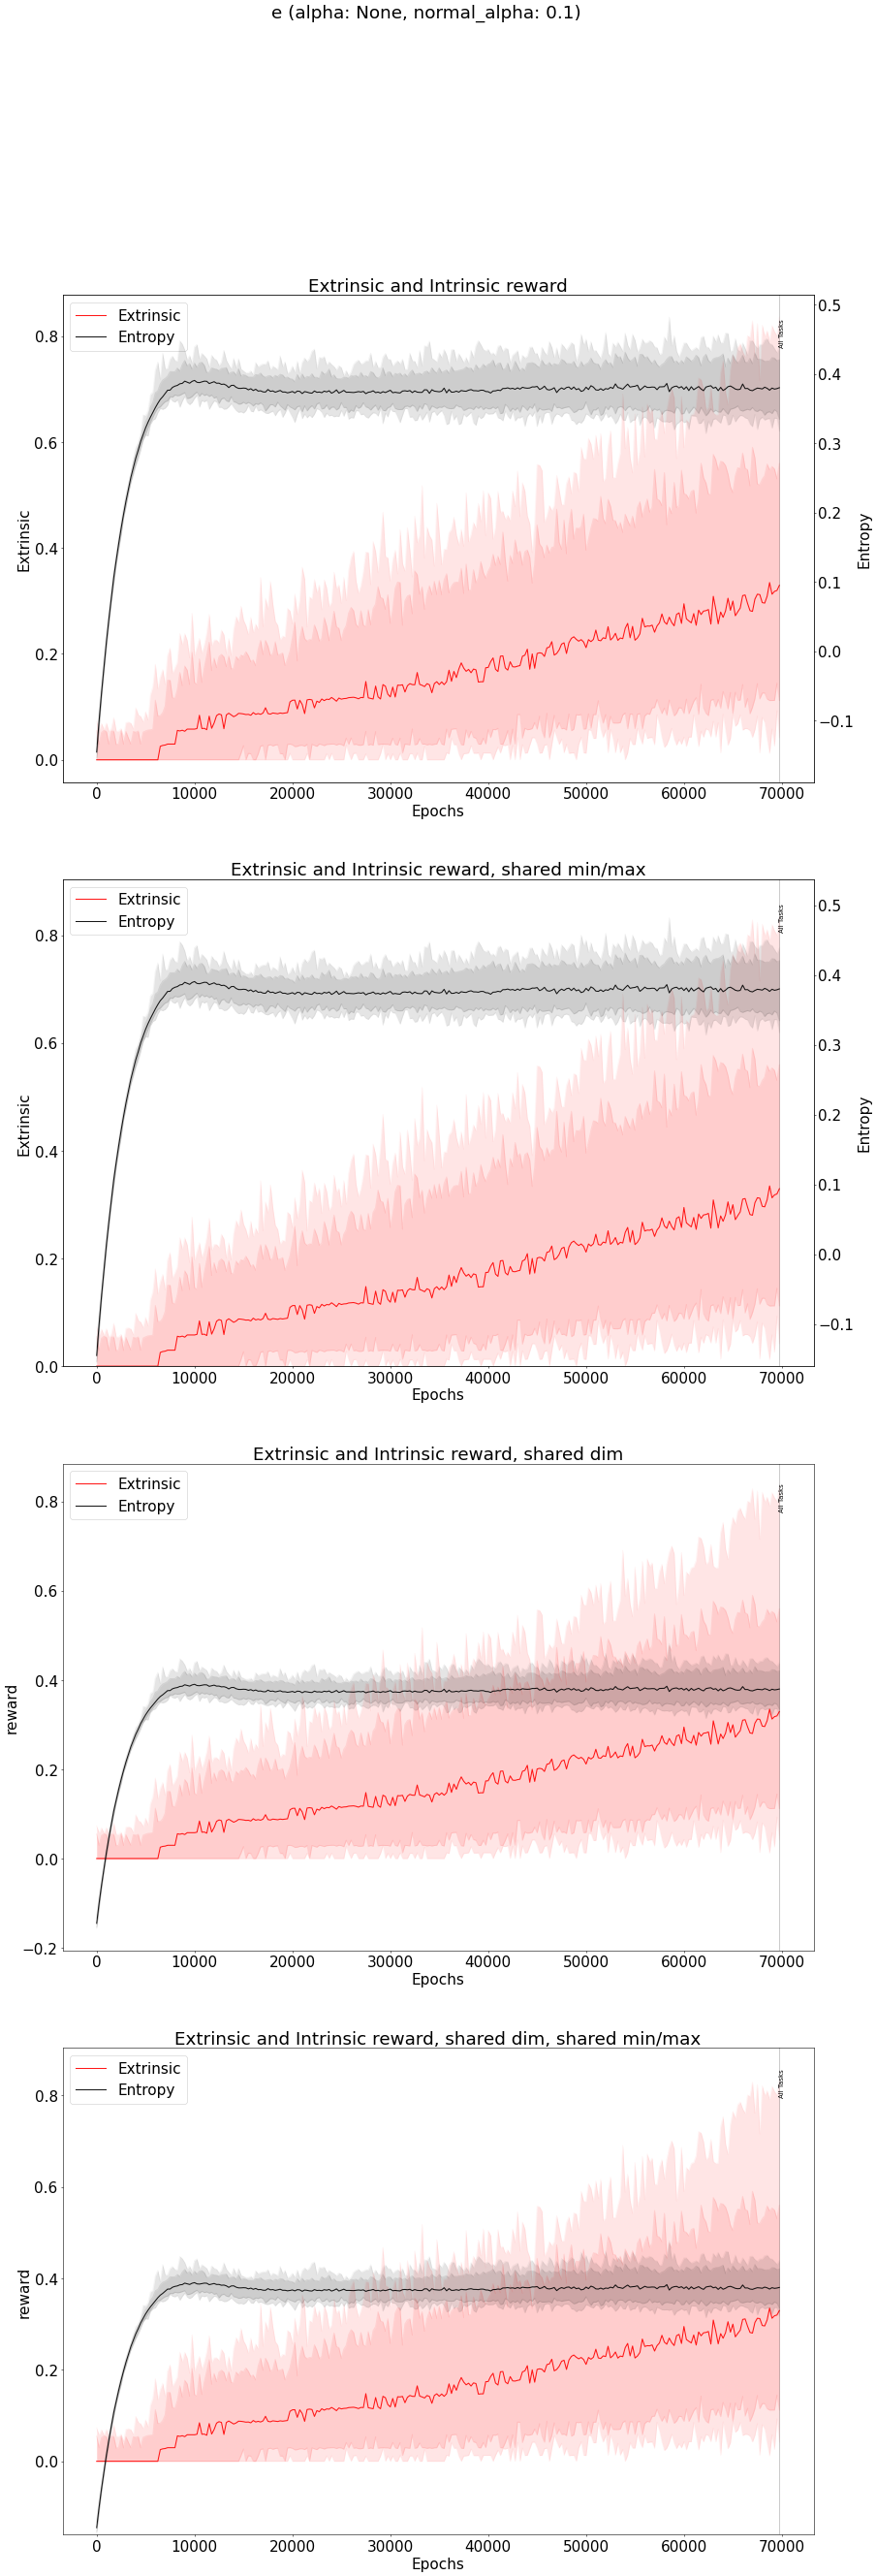 e (alpha: None, normal_alpha: 0.1)
Extrinsic and Intrinsic reward
Extrinsic
Entropy
All Tasks
0.8
0.6
0.4
0.2
0.0
Extrinsic
0.5
0.4
0.3
0.2
0.1
0.0
−0.1
Entropy
0 10000 20000 30000 40000 50000 60000 70000
Epochs
Extrinsic and Intrinsic reward, shared min/max
Extrinsic
Entropy
All Tasks
0.8
0.6
0.4
0.2
0.0
Extrinsic
0.5
0.4
0.3
0.2
0.1
0.0
−0.1
Entropy
0 10000 20000 30000 40000 50000 60000 70000
Epochs
Extrinsic and Intrinsic reward, shared dim
Extrinsic
Entropy
All Tasks
0.8
0.6
0.4
0.2
0.0
−0.2
reward
0 10000 20000 30000 40000 50000 60000 70000
Epochs
Extrinsic and Intrinsic reward, shared dim, shared min/max
Extrinsic
Entropy
All Tasks
0.8
0.6
0.4
0.2
0.0
reward
0 10000 20000 30000 40000 50000 60000 70000
Epochs